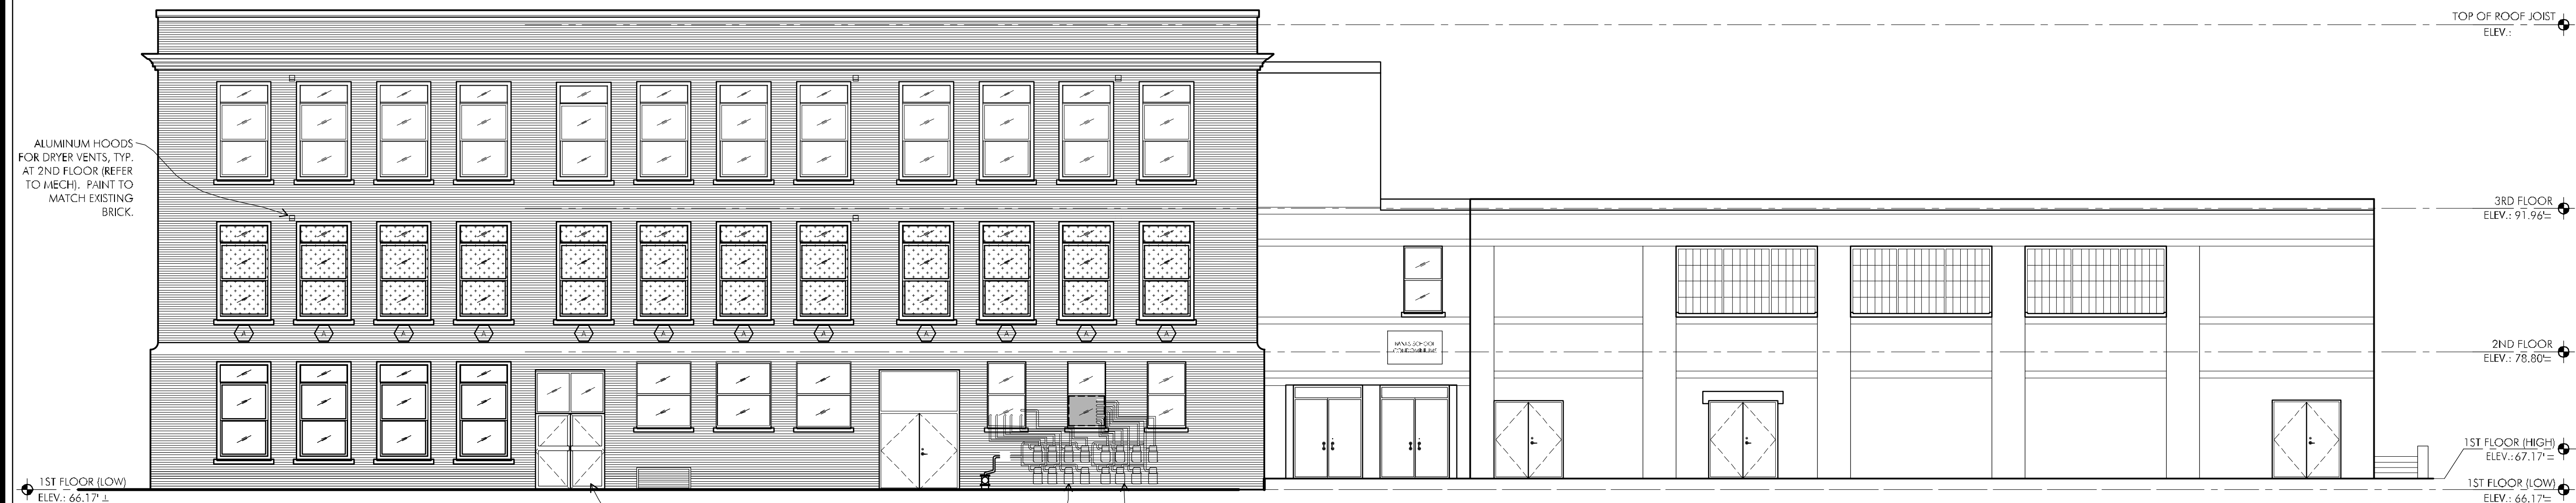 TOP OF ROOF JOIST
ELEV.:
ALUMINUM HOODS
FOR DRYER VENTS, TYP.
AT 2ND FLOOR (REFER
TO MECH). PAINT TO
MATCH EXISTING
BRICK.
3RD FLOOR
ELEV.: 91.96'±
A A A A A A A A A A A A
SCHOOL
CONDOMINIUMS
2ND FLOOR
ELEV.: 78.80'±
1ST FLOOR (HIGH)
ELEV.: 67.17'±
1ST FLOOR (LOW)
ELEV.: 66.17'±
1ST FLOOR (LOW)
ELEV.: 66.17'±